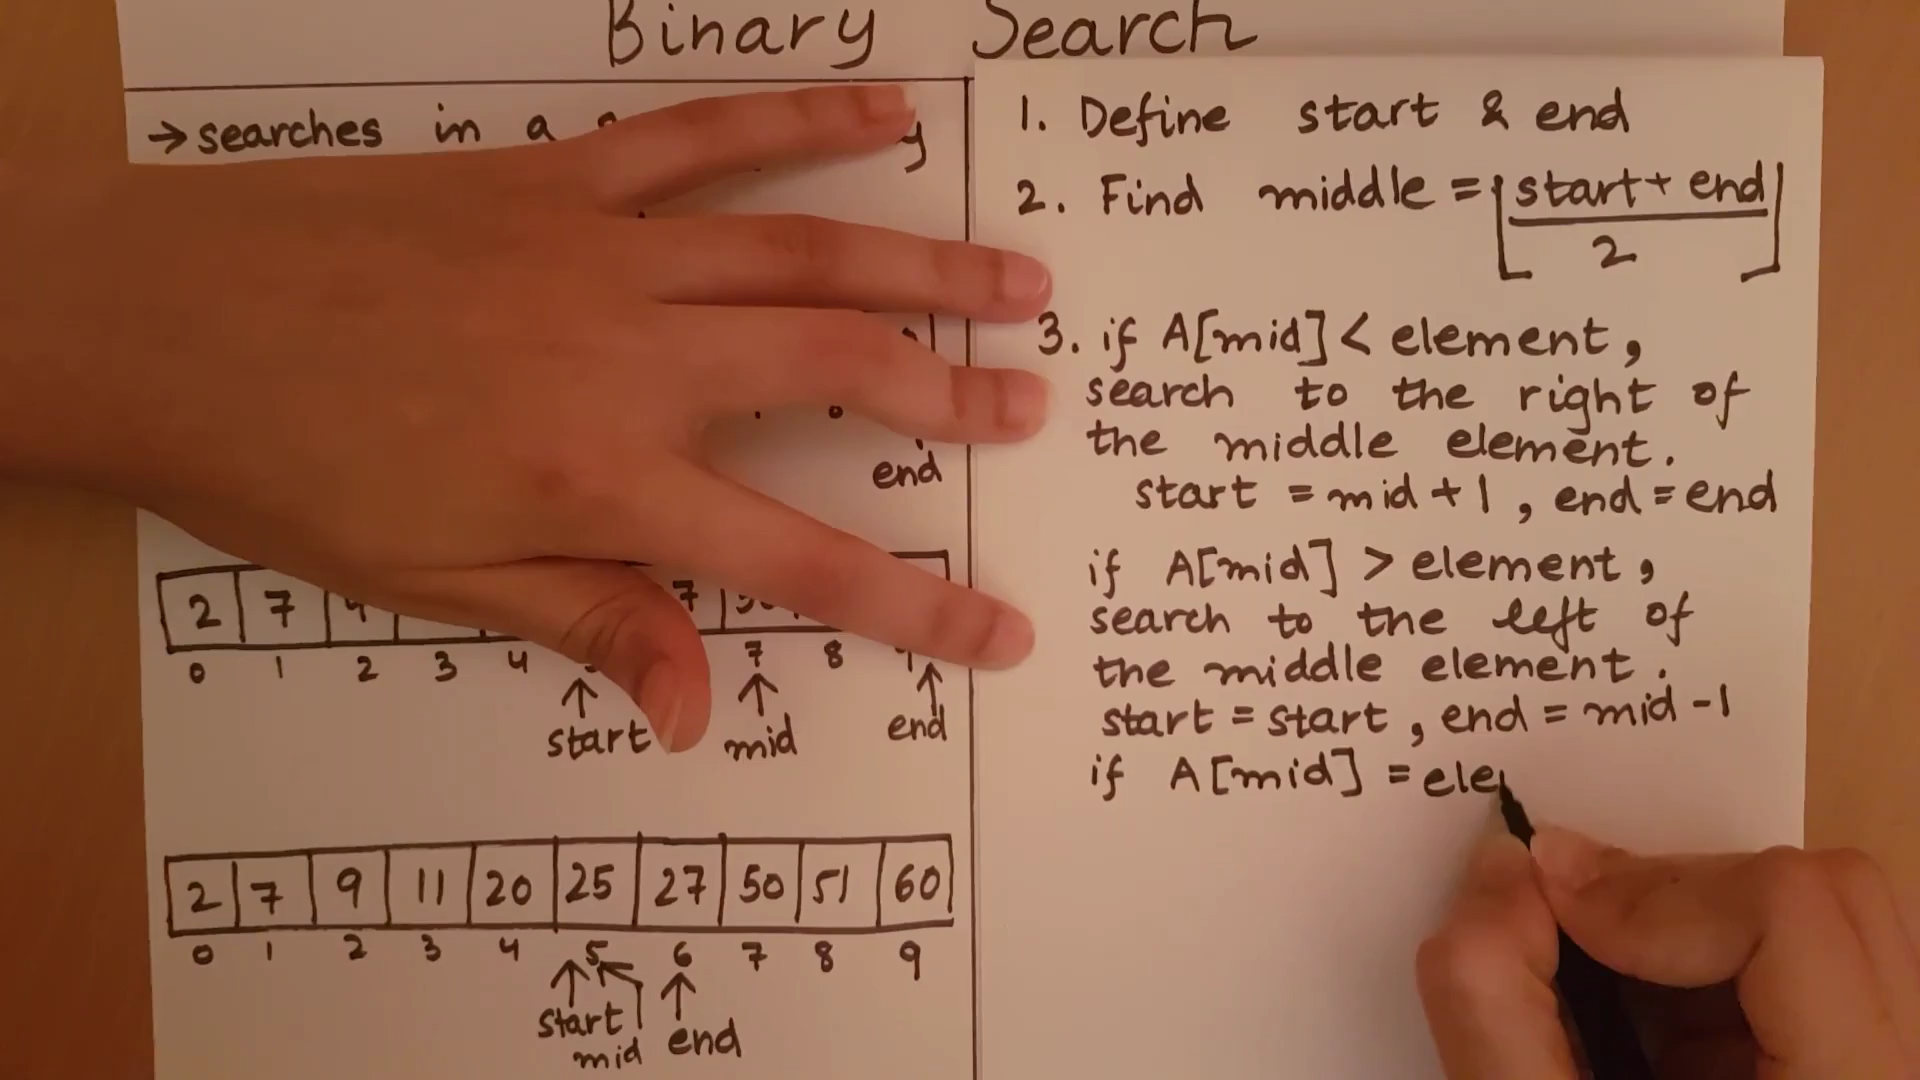 Binary Search
→ searches in a
end
2 7
0 1 2 3 4 7 8
start mid end
2 7 9 11 20 25 27 50 51 60
0 1 2 3 4 5 6 7 8 9
start mid end
1. Define start & end
2. Find middle = ⌊(start + end) / 2⌋
3. if A[mid] < element,
search to the right of
the middle element.
start = mid + 1, end = end
if A[mid] > element,
search to the left of
the middle element.
start = start, end = mid - 1
if A[mid] = ele